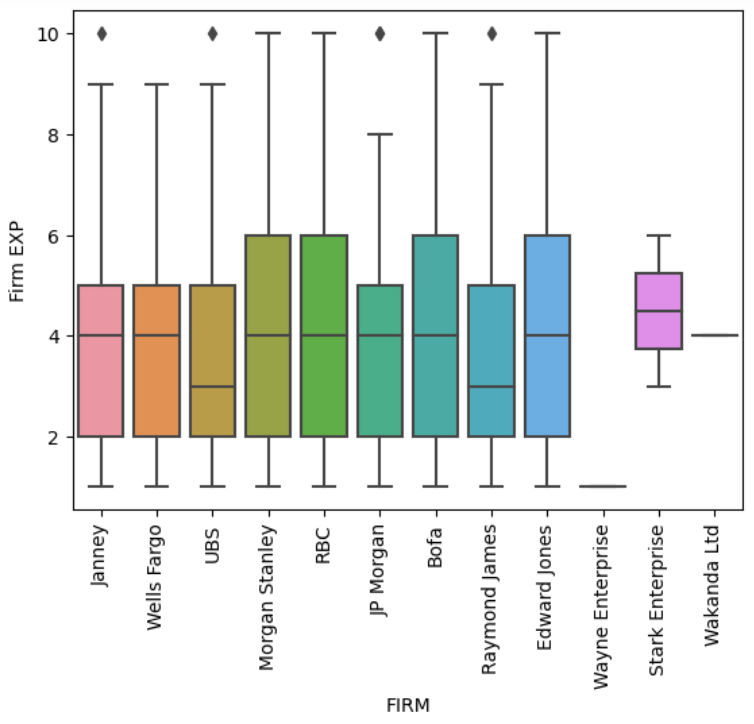 Firm EXP
10
8
6
4
2
Janney
Wells Fargo
UBS
Morgan Stanley
RBC
JP Morgan
Bofa
Raymond James
Edward Jones
Wayne Enterprise
Stark Enterprise
Wakanda Ltd
FIRM